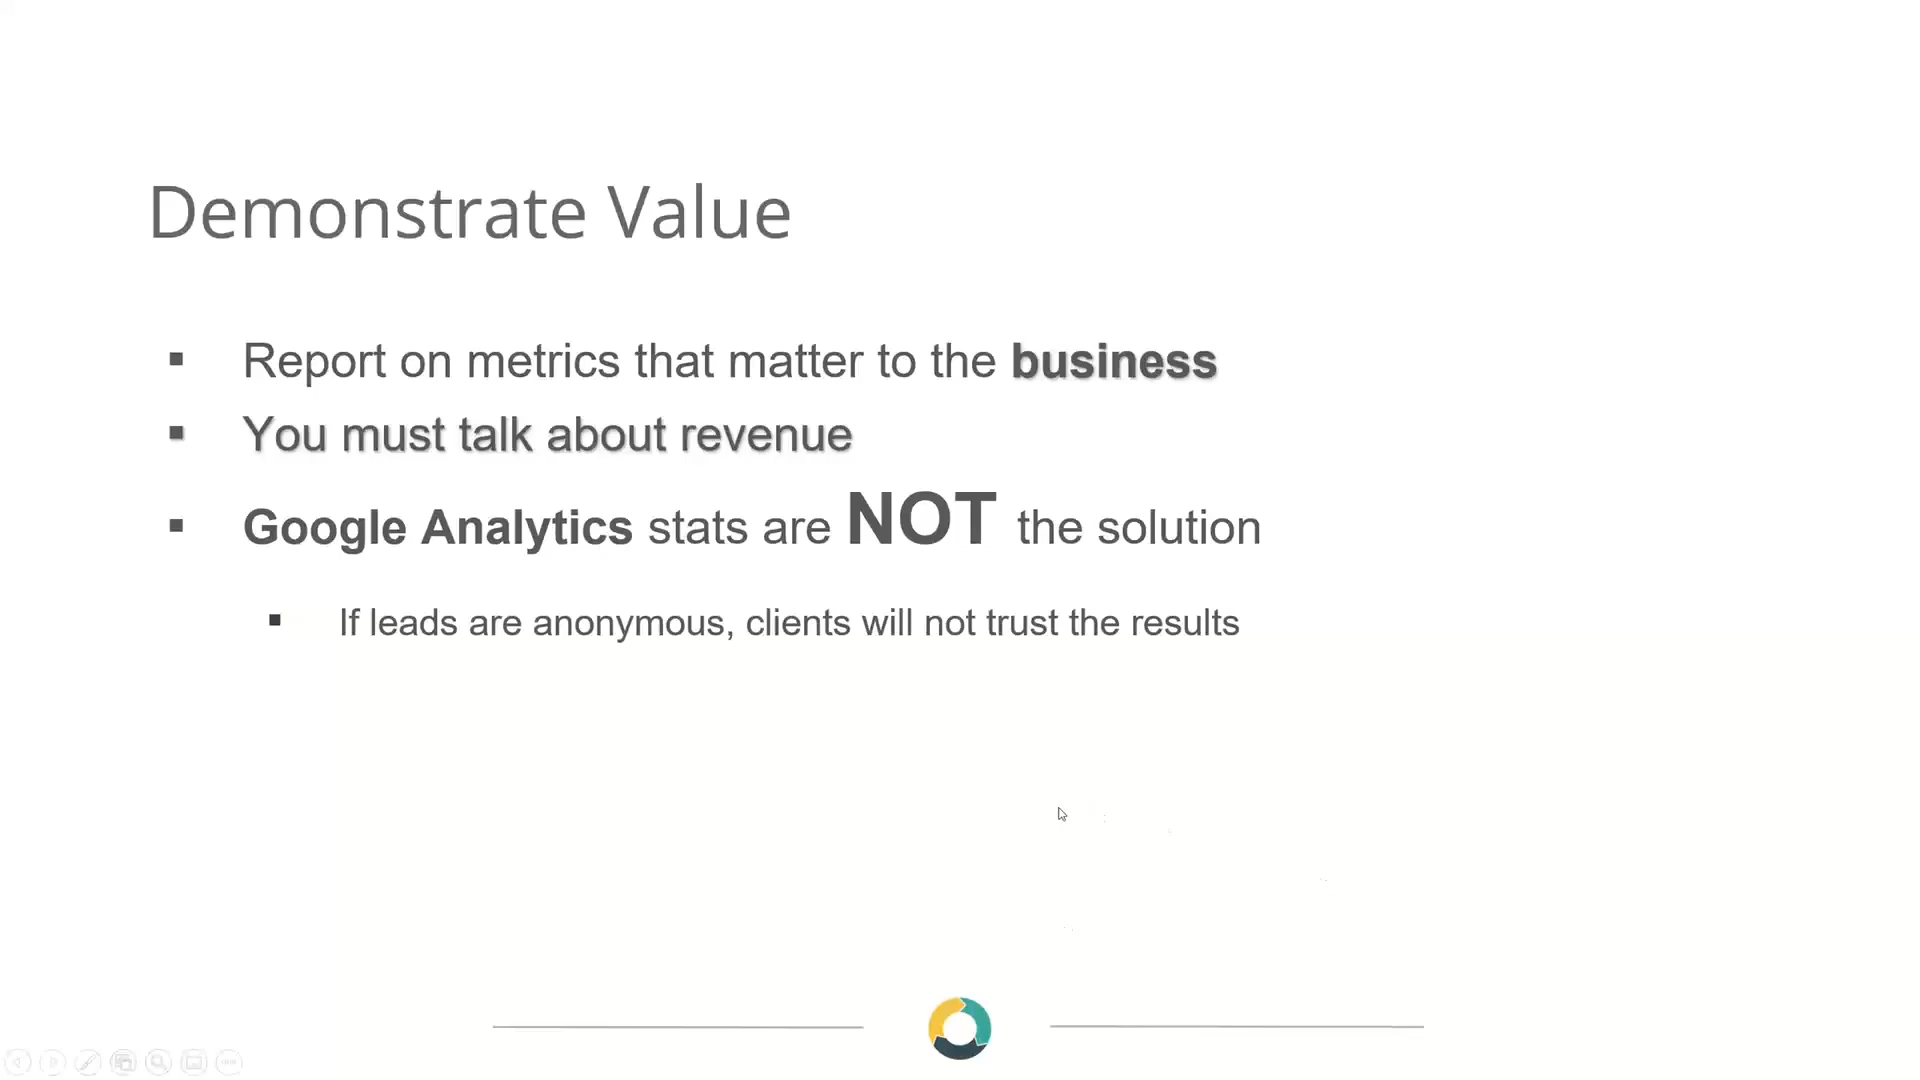 Demonstrate Value
▪ Report on metrics that matter to the business
▪ You must talk about revenue
▪ Google Analytics stats are NOT the solution
▪ If leads are anonymous, clients will not trust the results